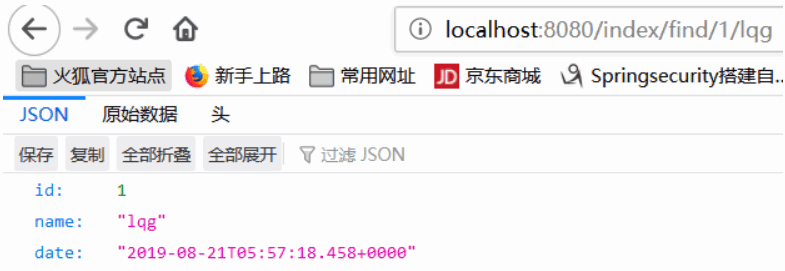 localhost:8080/index/find/1/lqg
火狐官方站点 新手上路 常用网址 JD 京东商城 Springsecurity搭建自...
JSON 原始数据 头
保存 复制 全部折叠 全部展开 过滤 JSON
id: 1
name: "lqg"
date: "2019-08-21T05:57:18.458+0000"